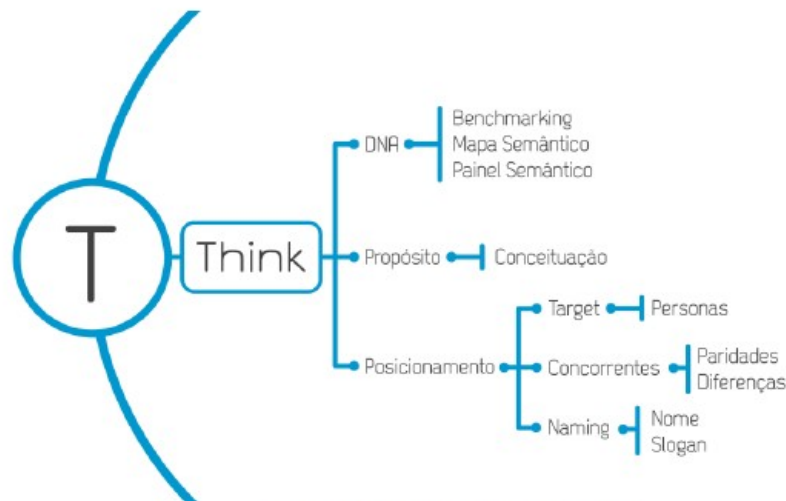 T
Think
DNA
Benchmarking
Mapa Semântico
Painel Semântico
Propósito
Conceituação
Posicionamento
Target
Personas
Concorrentes
Paridades
Diferenças
Naming
Nome
Slogan